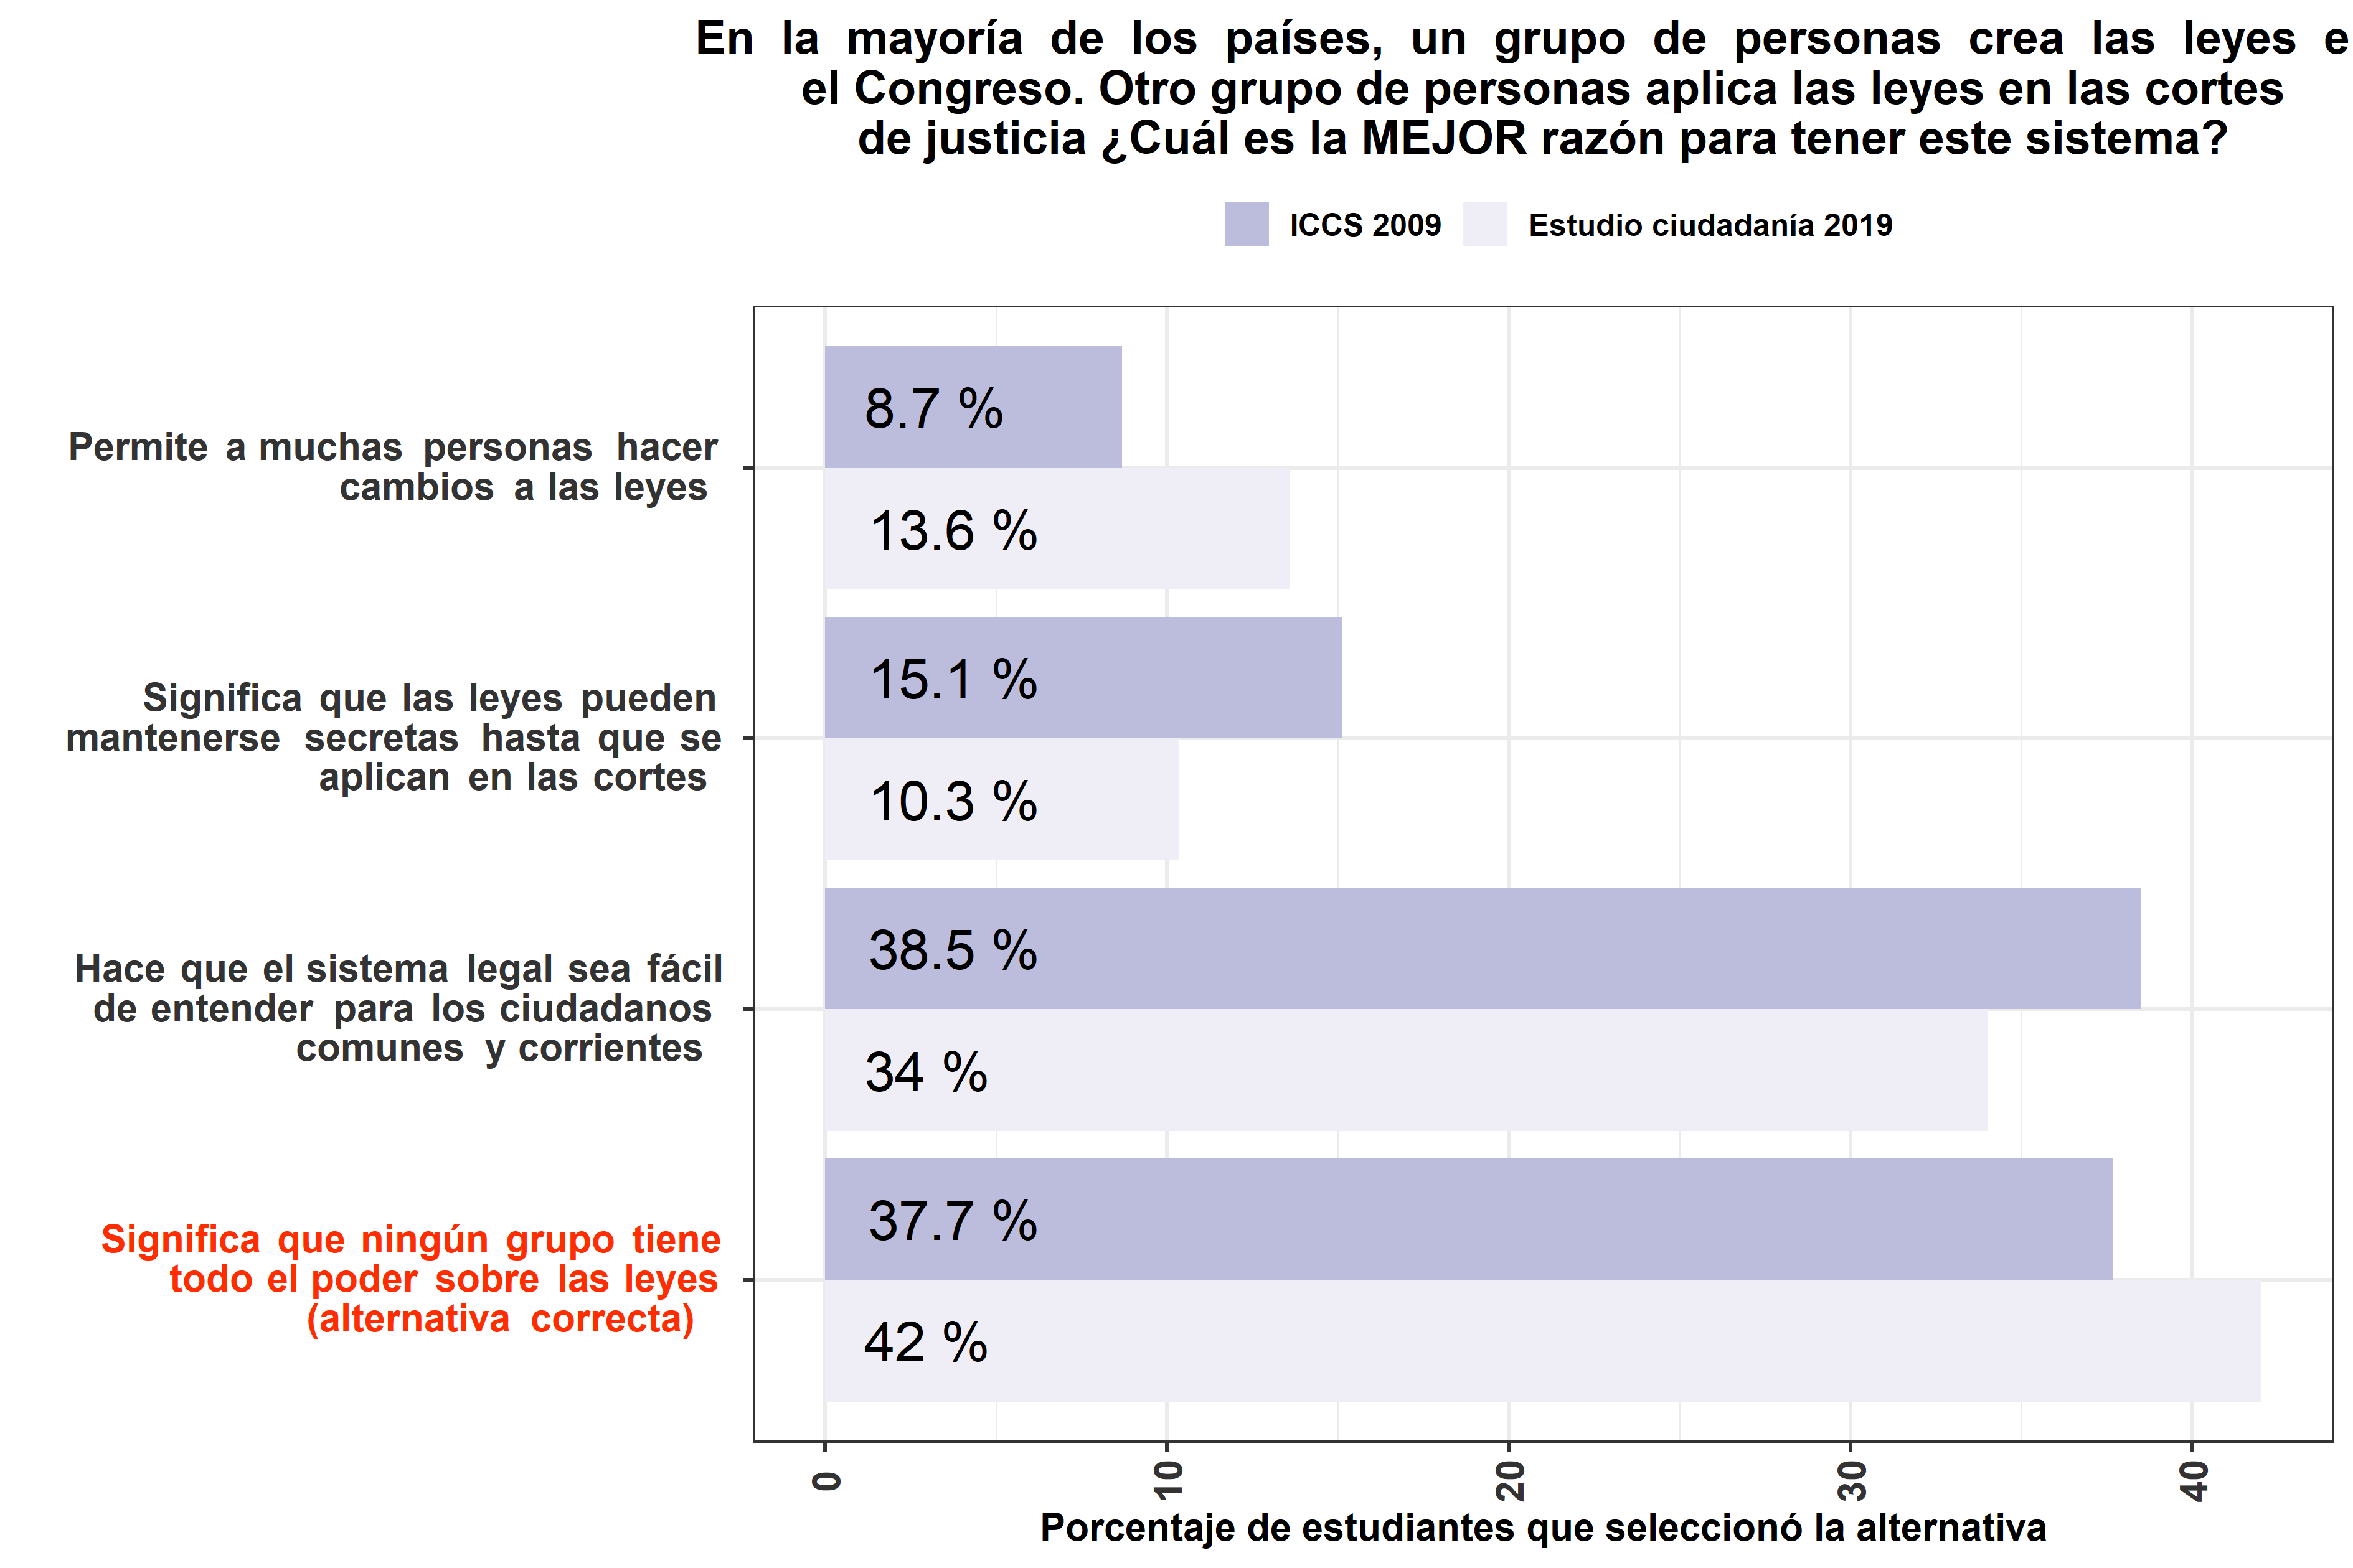 En la mayoría de los países, un grupo de personas crea las leyes e
el Congreso. Otro grupo de personas aplica las leyes en las cortes
de justicia ¿Cuál es la MEJOR razón para tener este sistema?
ICCS 2009 Estudio ciudadanía 2019
Permite a muchas personas hacer
cambios a las leyes
8.7 %
13.6 %
Significa que las leyes pueden
mantenerse secretas hasta que se
aplican en las cortes
15.1 %
10.3 %
Hace que el sistema legal sea fácil
de entender para los ciudadanos
comunes y corrientes
38.5 %
34 %
Significa que ningún grupo tiene
todo el poder sobre las leyes
(alternativa correcta)
37.7 %
42 %
0 10 20 30 40
Porcentaje de estudiantes que seleccionó la alternativa